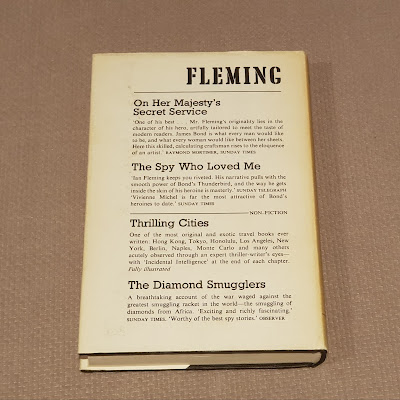 FLEMING
On Her Majesty's
Secret Service
'One of his best . . . Mr. Fleming's originality lies in the
character of his hero, artfully tailored to meet the taste of
modern readers. James Bond is what every man would like
to be, and what every woman would like between her sheets.
Here this skilled, calculating craftsman rises to the eloquence
of an artist.' RAYMOND MORTIMER, SUNDAY TIMES
The Spy Who Loved Me
'Ian Fleming keeps you riveted. His narrative pulls with the
smooth power of Bond's Thunderbird, and the way he gets
inside the skin of his heroine is masterly.' SUNDAY TELEGRAPH
'Vivienne Michel is far the most attractive of Bond's
heroines to date.' SUNDAY TIMES
NON-FICTION
Thrilling Cities
One of the most original and exotic travel books ever
written; Hong Kong, Tokyo, Honolulu, Los Angeles, New
York, Berlin, Naples, Monte Carlo and many others
acutely observed through an expert thriller-writer's eyes—
with 'Incidental Intelligence' at the end of each chapter.
Fully illustrated
The Diamond Smugglers
A breathtaking account of the war waged against the
greatest smuggling racket in the world—the smuggling of
diamonds from Africa. 'Exciting and richly fascinating.'
SUNDAY TIMES. 'Worthy of the best spy stories.' OBSERVER